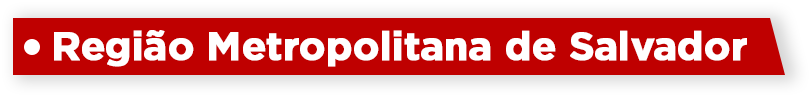 • Região Metropolitana de Salvador